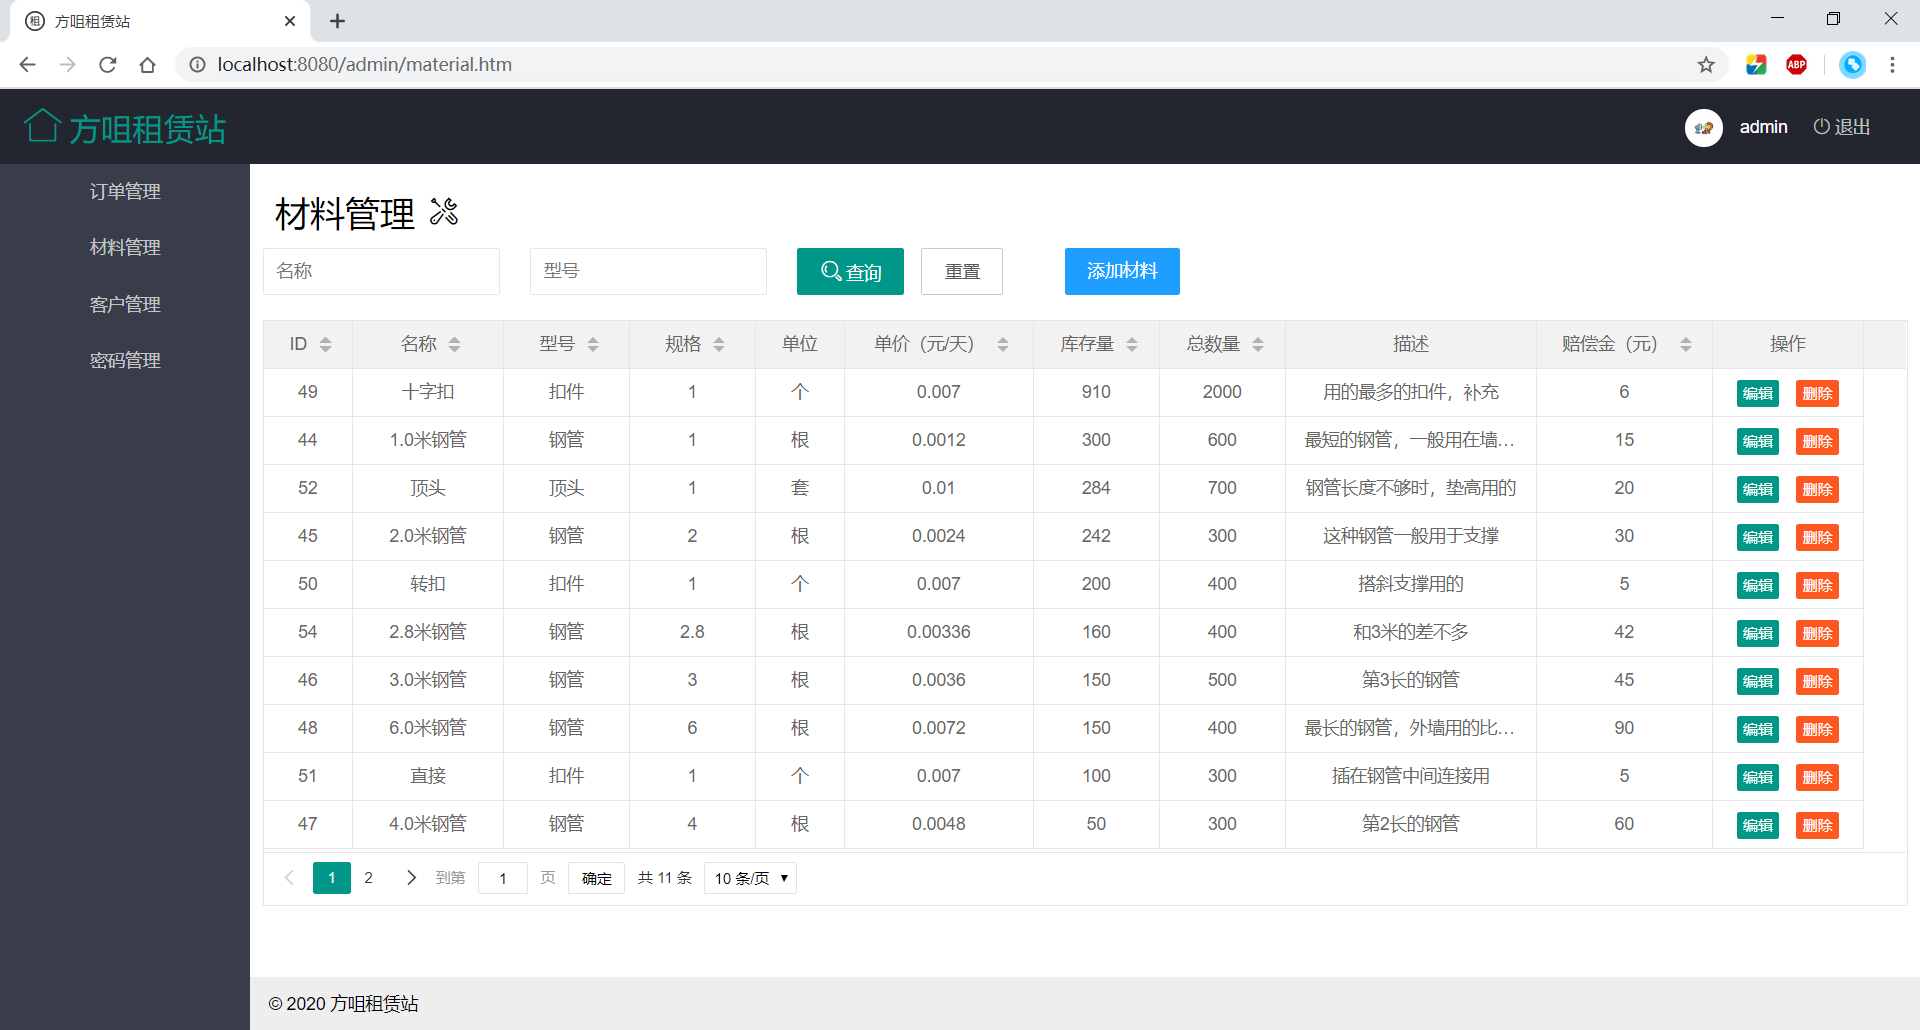 租 方咀租赁站
localhost:8080/admin/material.htm
ABP
方咀租赁站 admin 退出
订单管理
材料管理
客户管理
密码管理
材料管理
名称 型号 查询 重置 添加材料
ID 名称 型号 规格 单位 单价（元/天） 库存量 总数量 描述 赔偿金（元） 操作
49 十字扣 扣件 1 个 0.007 910 2000 用的最多的扣件，补充 6 编辑 删除
44 1.0米钢管 钢管 1 根 0.0012 300 600 最短的钢管，一般用在墙... 15 编辑 删除
52 顶头 顶头 1 套 0.01 284 700 钢管长度不够时，垫高用的 20 编辑 删除
45 2.0米钢管 钢管 2 根 0.0024 242 300 这种钢管一般用于支撑 30 编辑 删除
50 转扣 扣件 1 个 0.007 200 400 搭斜支撑用的 5 编辑 删除
54 2.8米钢管 钢管 2.8 根 0.00336 160 400 和3米的差不多 42 编辑 删除
46 3.0米钢管 钢管 3 根 0.0036 150 500 第3长的钢管 45 编辑 删除
48 6.0米钢管 钢管 6 根 0.0072 150 400 最长的钢管，外墙用的比... 90 编辑 删除
51 直接 扣件 1 个 0.007 100 300 插在钢管中间连接用 5 编辑 删除
47 4.0米钢管 钢管 4 根 0.0048 50 300 第2长的钢管 60 编辑 删除
1 2 到第 1 页 确定 共 11 条 10 条/页
© 2020 方咀租赁站